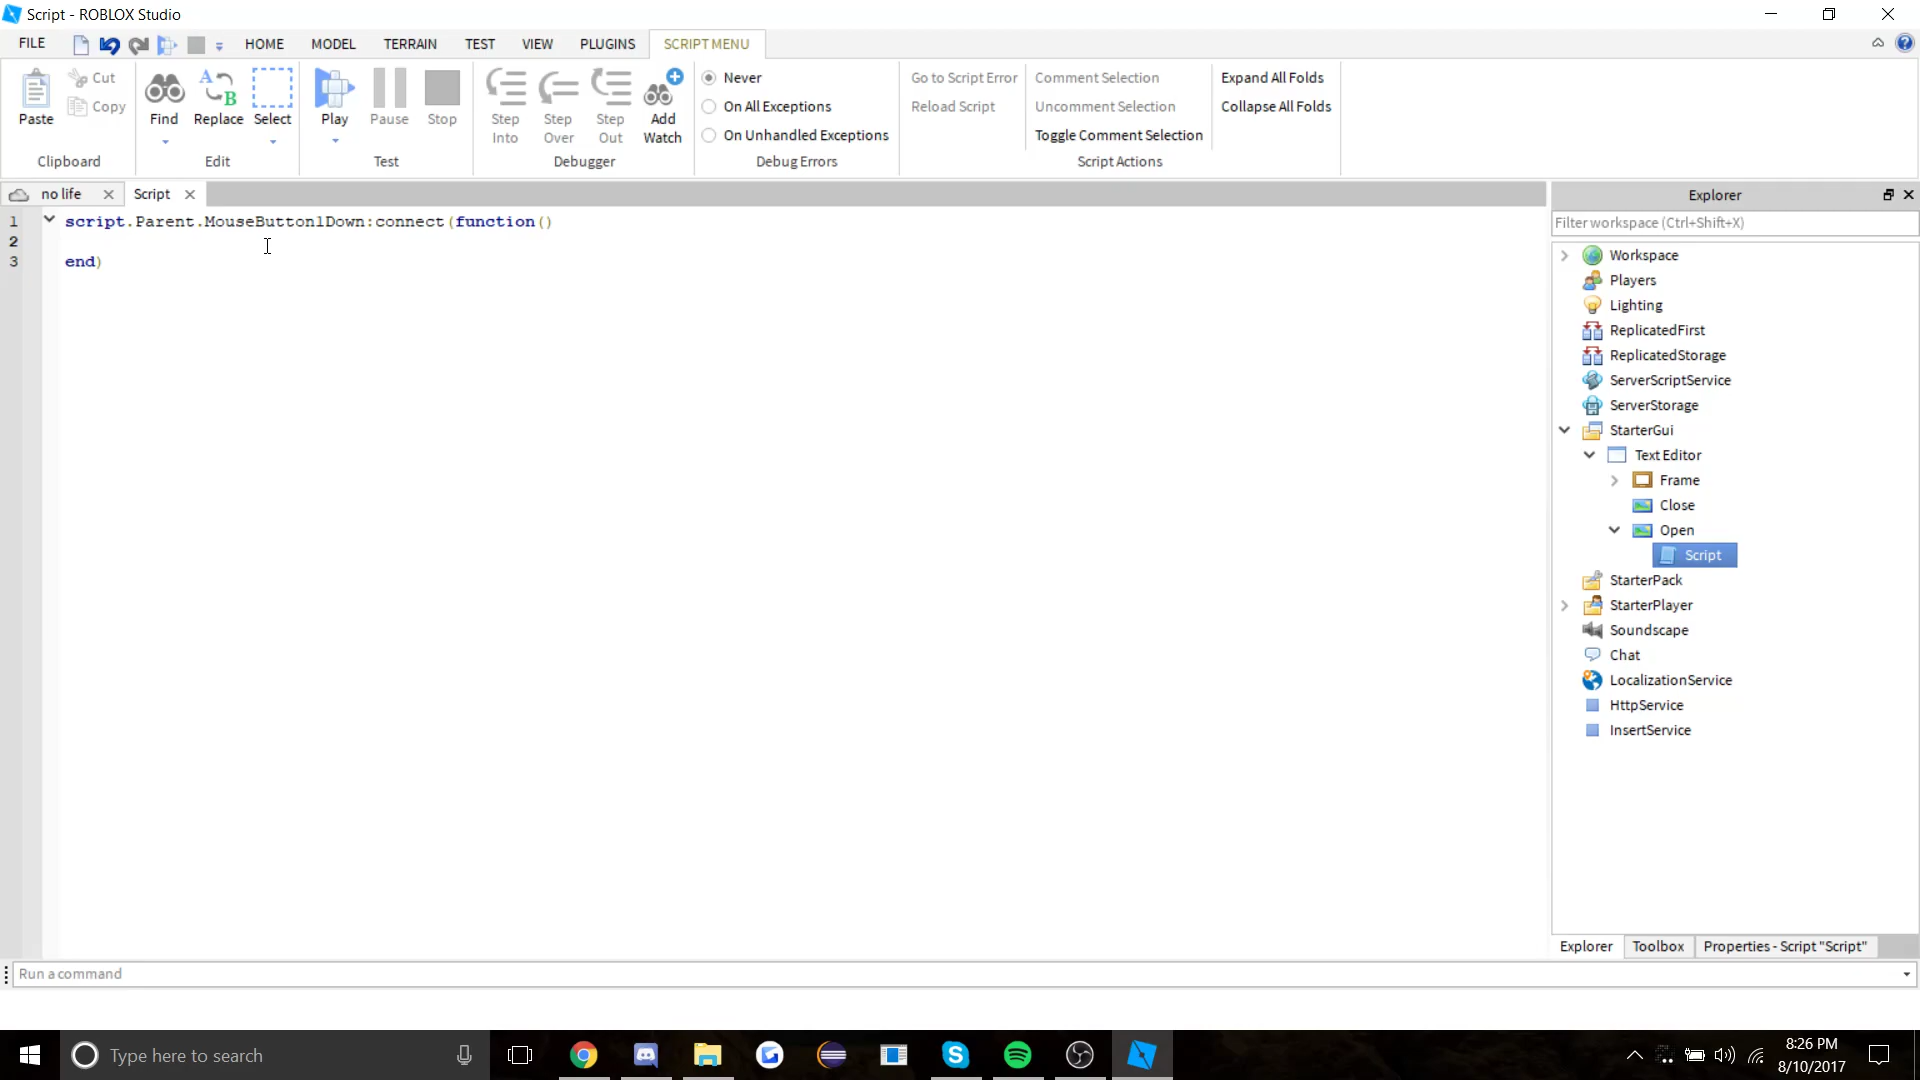 Script - ROBLOX Studio
FILE HOME MODEL TERRAIN TEST VIEW PLUGINS SCRIPT MENU
Paste
Cut
Copy
Clipboard
Find
Replace
Select
Edit
Play
Pause
Stop
Test
Step Into
Step Over
Step Out
Add Watch
Debugger
Never
On All Exceptions
On Unhandled Exceptions
Debug Errors
Go to Script Error
Reload Script
Comment Selection
Uncomment Selection
Toggle Comment Selection
Expand All Folds
Collapse All Folds
Script Actions
no life
Script
1 script.Parent.MouseButton1Down:connect(function()
2
3 end)
Explorer
Filter workspace (Ctrl+Shift+X)
Workspace
Players
Lighting
ReplicatedFirst
ReplicatedStorage
ServerScriptService
ServerStorage
StarterGui
Text Editor
Frame
Close
Open
Script
StarterPack
StarterPlayer
Soundscape
Chat
LocalizationService
HttpService
InsertService
Explorer Toolbox Properties - Script "Script"
Run a command
Type here to search
8:26 PM
8/10/2017